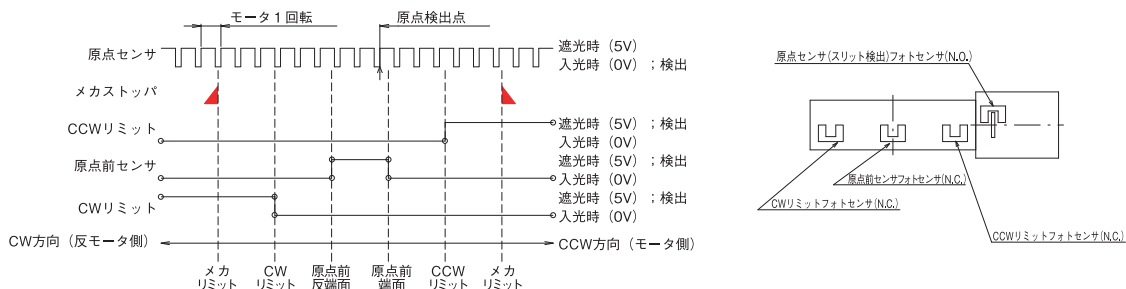 モータ1回転
原点検出点
原点センサ
遮光時（5V）
入光時（0V）；検出
メカストッパ
CCWリミット
遮光時（5V）；検出
入光時（0V）
原点前センサ
遮光時（5V）；検出
入光時（0V）
CWリミット
遮光時（5V）；検出
入光時（0V）
CW方向（反モータ側）
CCW方向（モータ側）
メカ
リミット
CW
リミット
原点前
反端面
原点前
端面
CCW
リミット
メカ
リミット
原点センサ(スリット検出)フォトセンサ(N.O.)
原点前センサフォトセンサ(N.C.)
CWリミットフォトセンサ(N.C.)
CCWリミットフォトセンサ(N.C.)